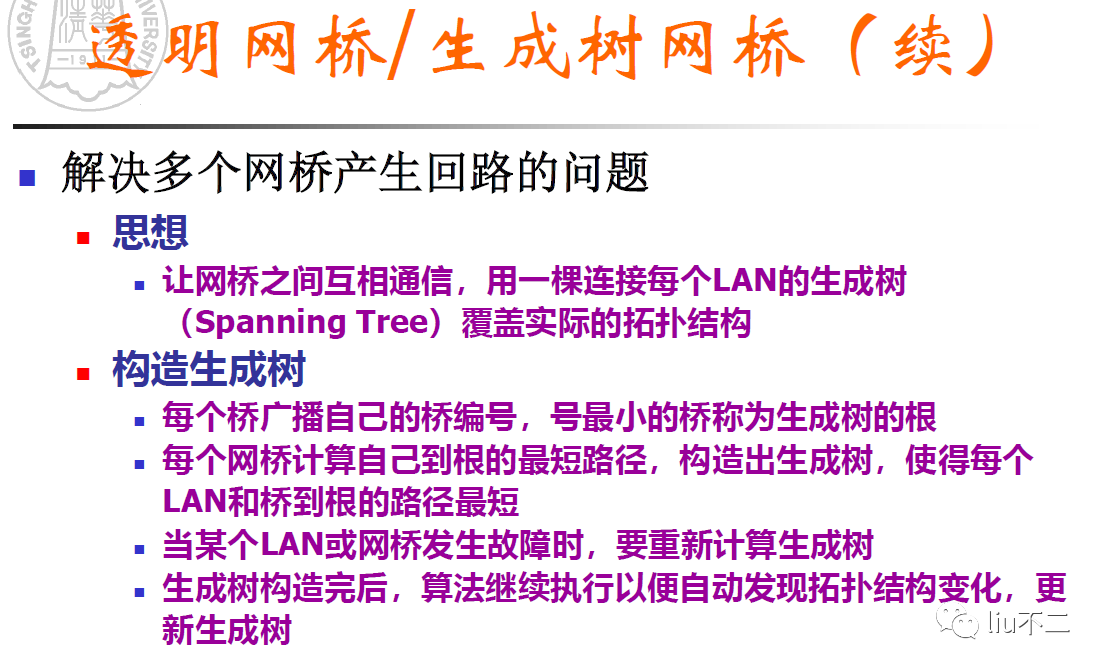 透明网桥/生成树网桥（续）
TSINGH
UNIVERSITY
-19
解决多个网桥产生回路的问题
思想
让网桥之间互相通信，用一棵连接每个LAN的生成树
（Spanning Tree）覆盖实际的拓扑结构
构造生成树
每个桥广播自己的桥编号，号最小的桥称为生成树的根
每个网桥计算自己到根的最短路径，构造出生成树，使得每个
LAN和桥到根的路径最短
当某个LAN或网桥发生故障时，要重新计算生成树
生成树构造完后，算法继续执行以便自动发现拓扑结构变化，更
新生成树
liu不二